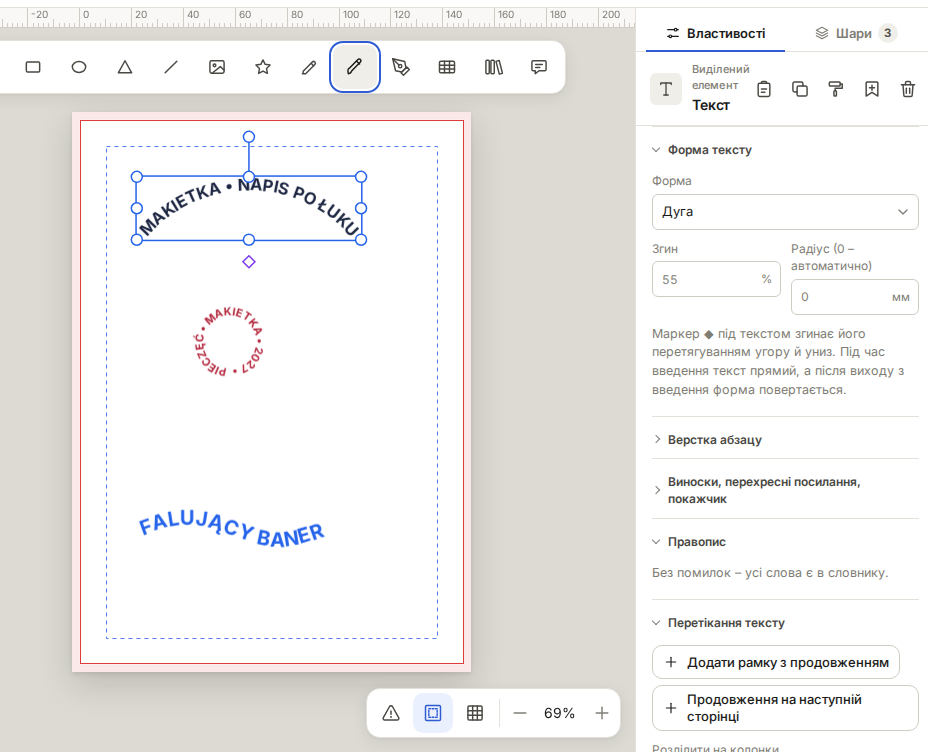 -20 0 20 40 60 80 100 120 140 160 180 200
Властивості
Шари 3
Виділений
елемент
Текст
Форма тексту
Форма
Дуга
Згин
Радіус (0 –
автоматично)
55 %
0 мм
Маркер ◆ під текстом згинає його
перетягуванням угору й униз. Під час
введення текст прямий, а після виходу з
введення форма повертається.
Верстка абзацу
Виноски, перехресні посилання,
покажчик
Правопис
Без помилок – усі слова є в словнику.
Перетікання тексту
Додати рамку з продовженням
Продовження на наступній
сторінці
Розділити на колонки
MAKIETKA • NAPIS PO ŁUKU
PIECZĘĆ • MAKIETKA • 2027 •
FALUJĄCY BANER
69%